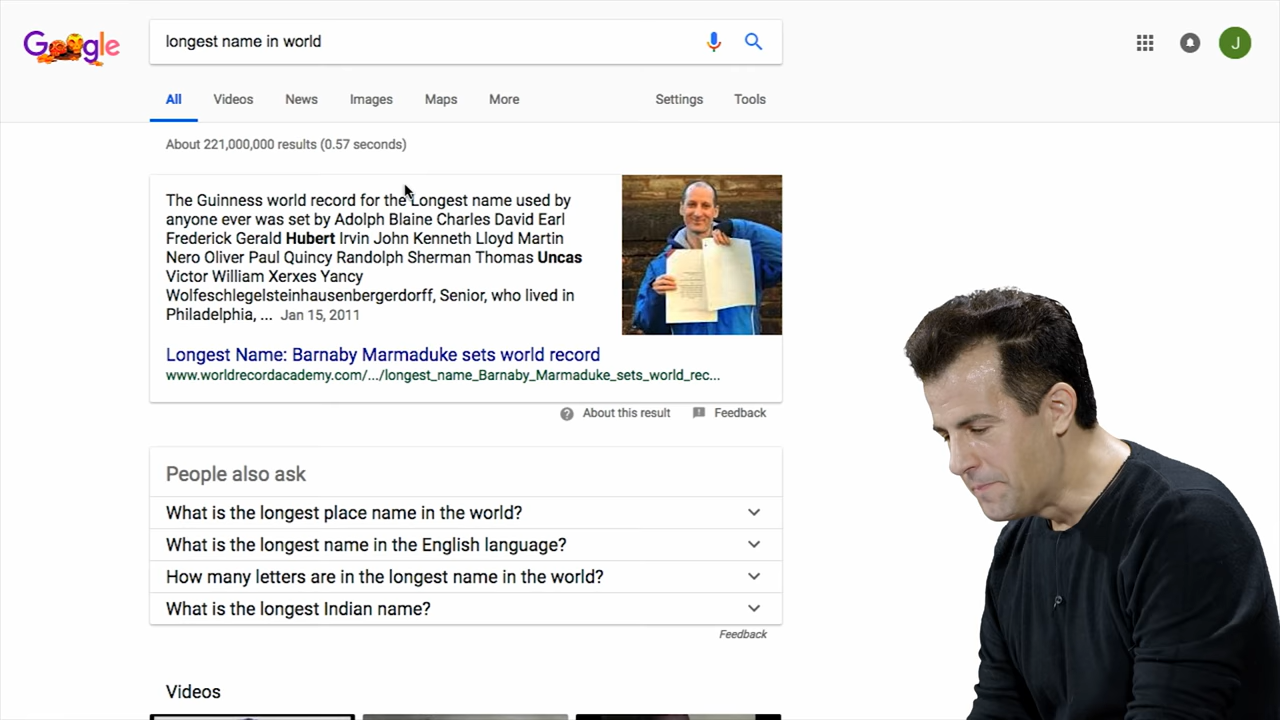 Google
longest name in world
J
All Videos News Images Maps More Settings Tools
About 221,000,000 results (0.57 seconds)
The Guinness world record for the Longest name used by
anyone ever was set by Adolph Blaine Charles David Earl
Frederick Gerald Hubert Irvin John Kenneth Lloyd Martin
Nero Oliver Paul Quincy Randolph Sherman Thomas Uncas
Victor William Xerxes Yancy
Wolfeschlegelsteinhausenbergerdorff, Senior, who lived in
Philadelphia, ... Jan 15, 2011
Longest Name: Barnaby Marmaduke sets world record
www.worldrecordacademy.com/.../longest_name_Barnaby_Marmaduke_sets_world_rec...
About this result Feedback
People also ask
What is the longest place name in the world?
What is the longest name in the English language?
How many letters are in the longest name in the world?
What is the longest Indian name?
Feedback
Videos